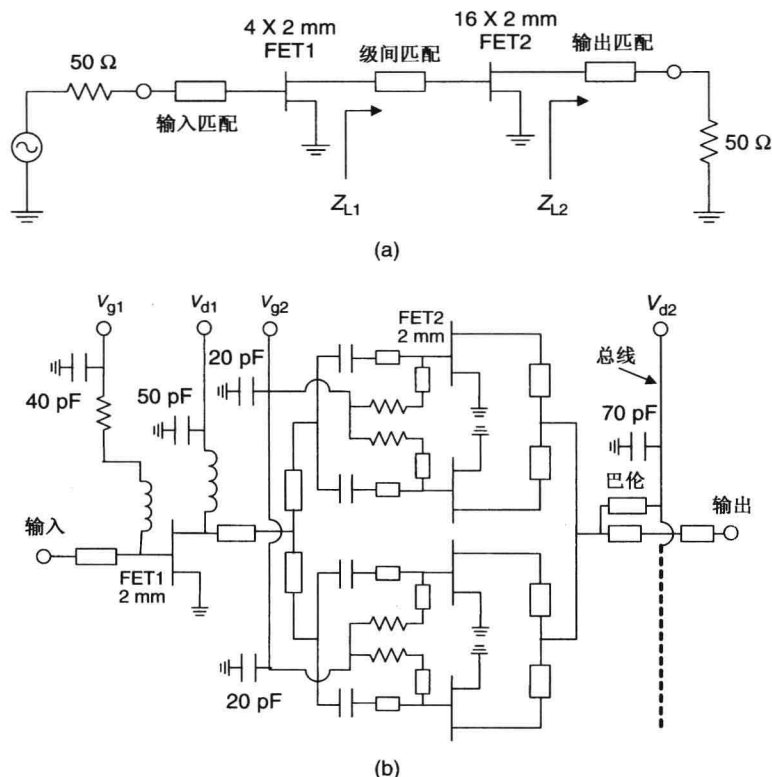 4 X 2 mm
FET1
16 X 2 mm
FET2
50 Ω
级间匹配
输出匹配
输入匹配
50 Ω
Z_L1
Z_L2
(a)
V_g1
V_d1
V_g2
FET2
2 mm
V_d2
20 pF
总线
40 pF
50 pF
70 pF
巴伦
输入
输出
FET1
2 mm
20 pF
(b)